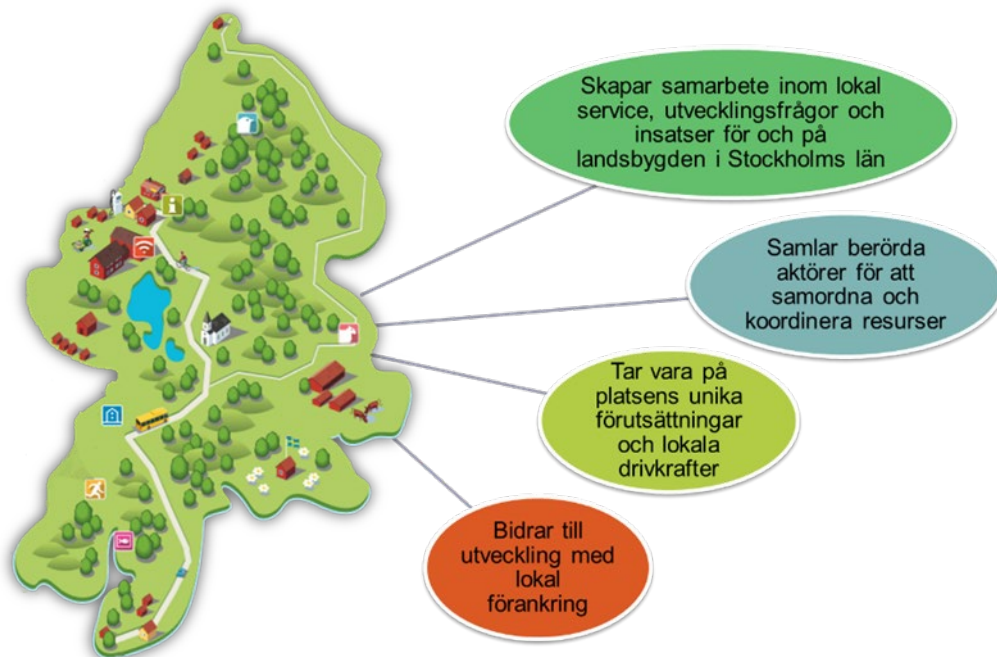 Skapar samarbete inom lokal
service, utvecklingsfrågor och
insatser för och på
landsbygden i Stockholms län
Samlar berörda
aktörer för att
samordna och
koordinera resurser
Tar vara på
platsens unika
förutsättningar
och lokala
drivkrafter
Bidrar till
utveckling med
lokal
förankring
i